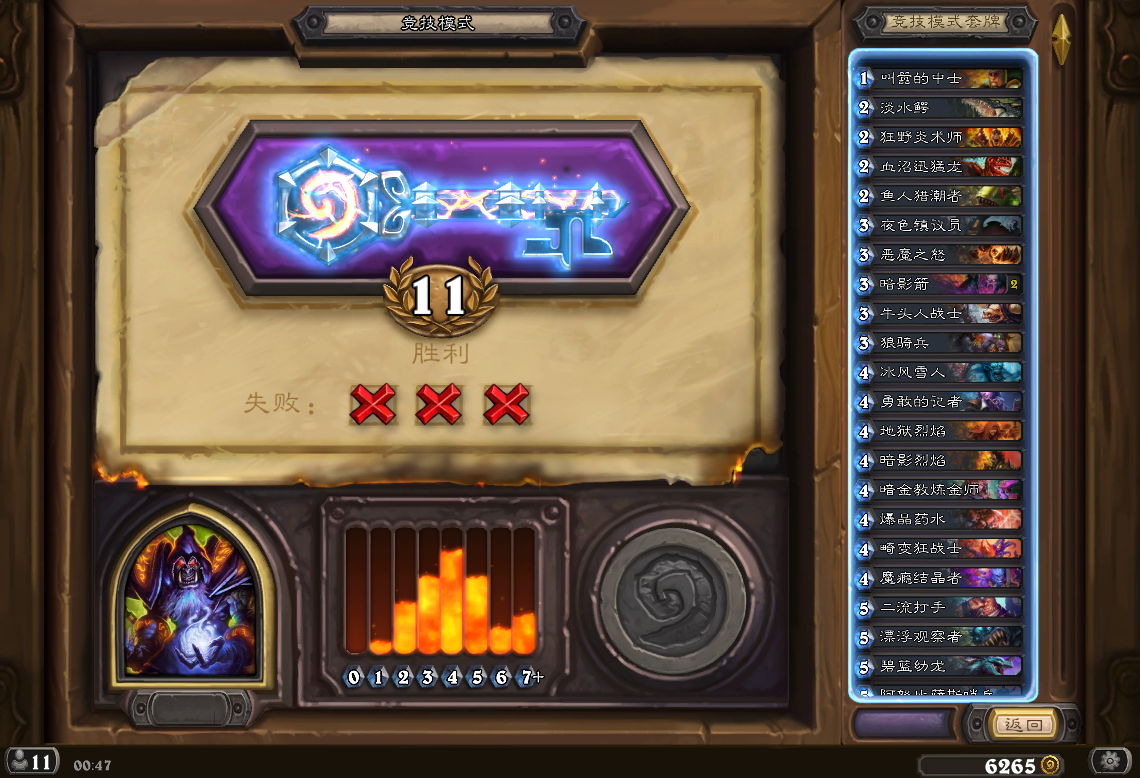 竞技模式
11
胜利
失败：
0 1 2 3 4 5 6 7+
竞技模式套牌
1 叫嚣的中士
2 淡水鳄
2 狂野炎术师
2 血沼迅猛龙
2 鱼人猎潮者
3 夜色镇议员
3 恶魔之怒
3 暗影箭 2
3 牛头人战士
3 狼骑兵
4 冰风雪人
4 勇敢的记者
4 地狱烈焰
4 暗影烈焰
4 暗金教炼金师
4 爆晶药水
4 畸变狂战士
4 魔瘾结晶者
5 二流打手
5 漂浮观察者
5 碧蓝幼龙
返回
11
00:47
6265